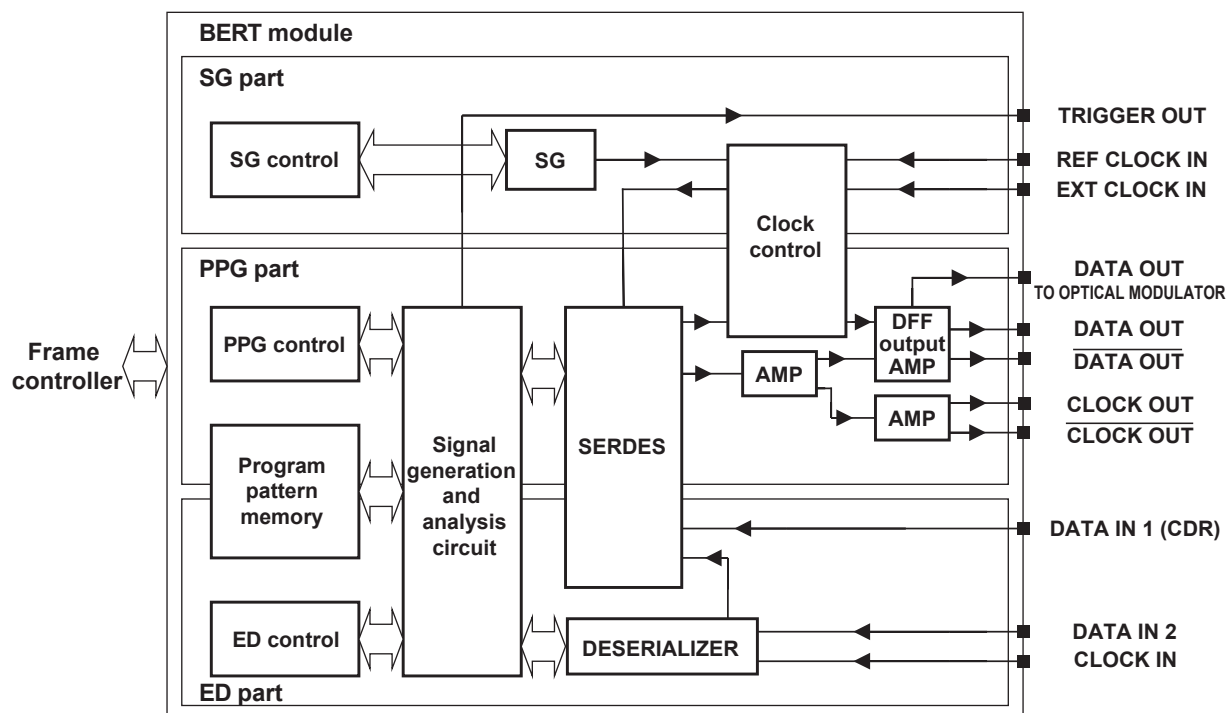 BERT module
SG part
TRIGGER OUT
SG control
SG
REF CLOCK IN
EXT CLOCK IN
Clock
control
PPG part
DATA OUT
TO OPTICAL MODULATOR
PPG control
DFF
output
AMP
DATA OUT
DATA OUT
Frame
controller
AMP
CLOCK OUT
AMP
CLOCK OUT
Signal
generation
and
analysis
circuit
SERDES
Program
pattern
memory
DATA IN 1 (CDR)
ED control
DESERIALIZER
DATA IN 2
CLOCK IN
ED part